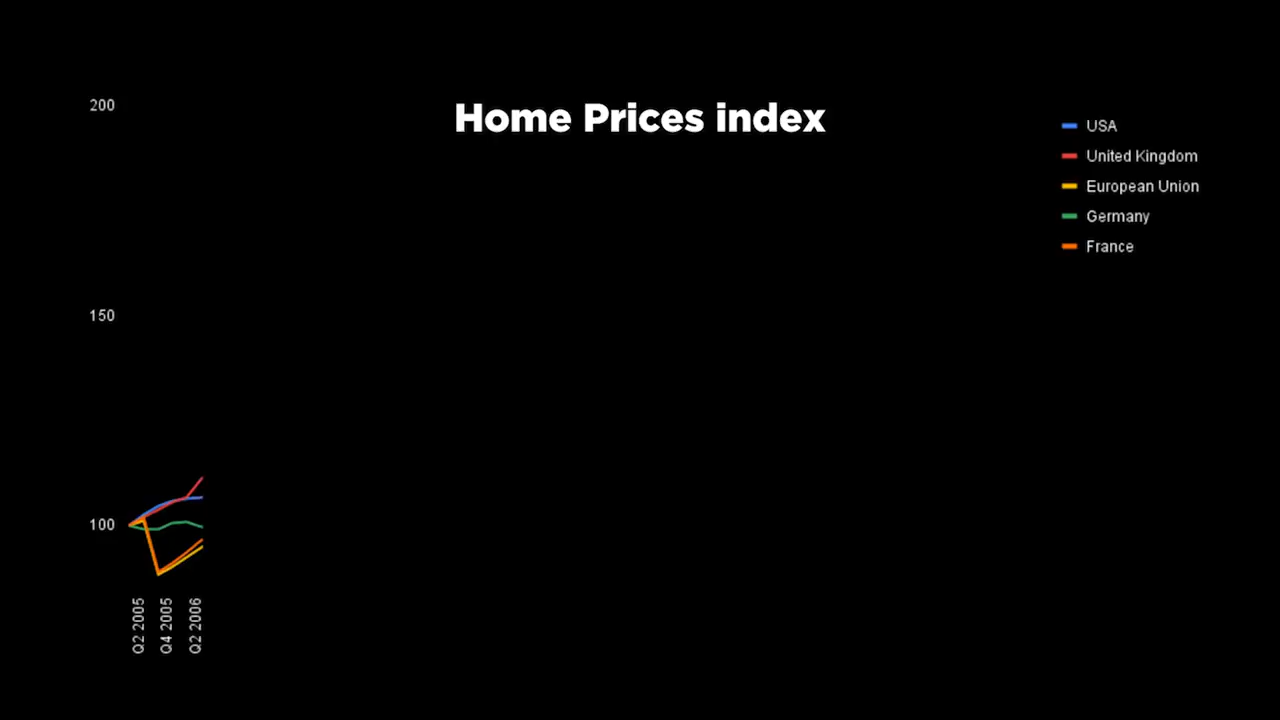 Home Prices index
200
150
100
USA
United Kingdom
European Union
Germany
France
Q2 2005
Q4 2005
Q2 2006